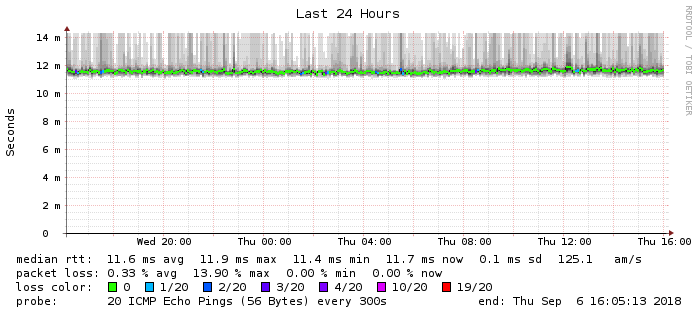 Last 24 Hours
RRDTOOL / TOBI OETIKER
Seconds
14 m
12 m
10 m
8 m
6 m
4 m
2 m
0
Wed 20:00 Thu 00:00 Thu 04:00 Thu 08:00 Thu 12:00 Thu 16:00
median rtt: 11.6 ms avg 11.9 ms max 11.4 ms min 11.7 ms now 0.1 ms sd 125.1 am/s
packet loss: 0.33 % avg 13.90 % max 0.00 % min 0.00 % now
loss color: 0 1/20 2/20 3/20 4/20 10/20 19/20
probe: 20 ICMP Echo Pings (56 Bytes) every 300s end: Thu Sep 6 16:05:13 2018